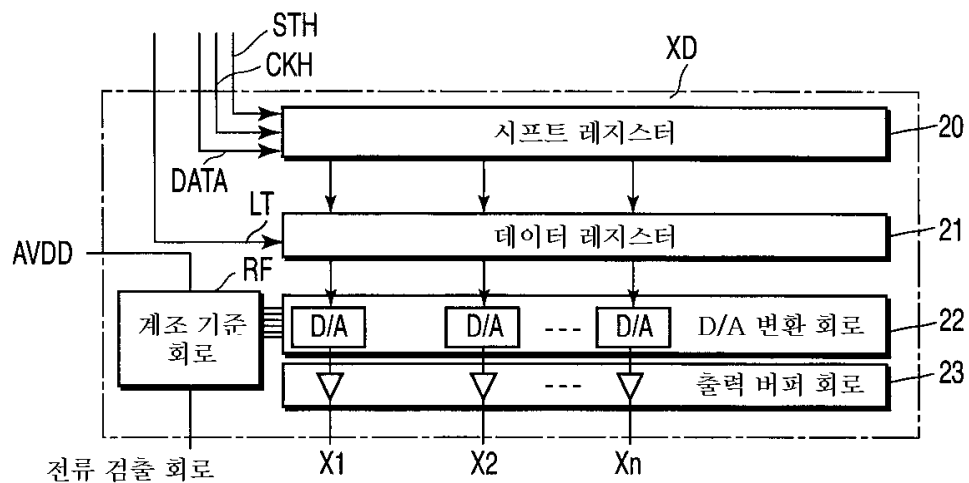 STH
CKH
XD
시프트 레지스터
20
DATA
LT
데이터 레지스터
21
AVDD
RF
계조 기준
회로
D/A
D/A
D/A
D/A 변환 회로
22
출력 버퍼 회로
23
X1
X2
Xn
전류 검출 회로